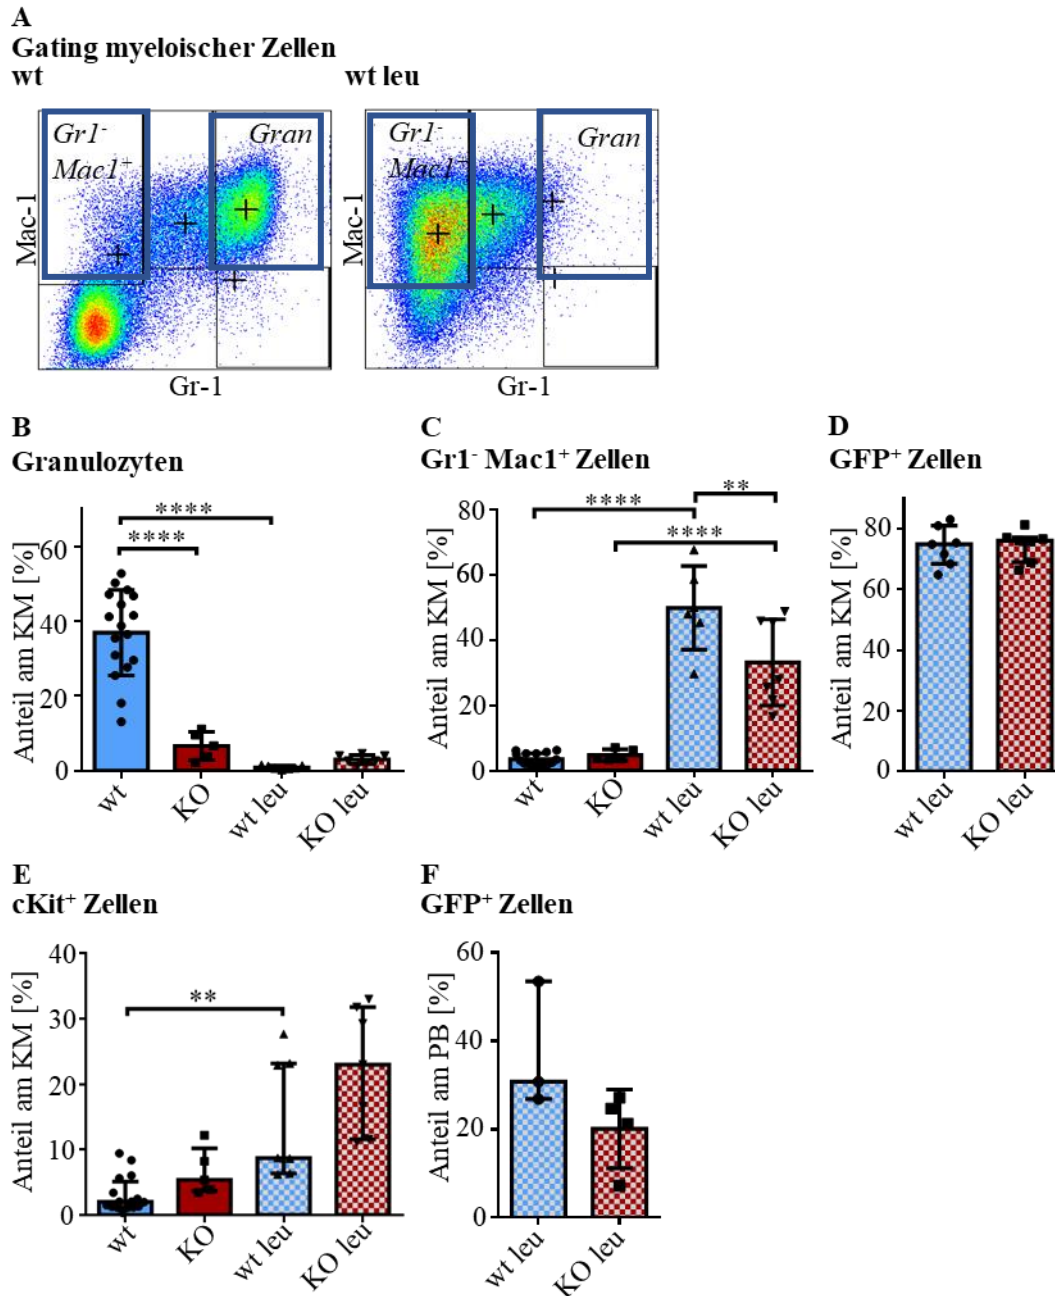 A
Gating myeloischer Zellen
wt
wt leu
Gr1-
Mac1+
Gran
Gr1-
Mac1+
Gran
Mac-1
Mac-1
Gr-1
Gr-1
B
Granulozyten
C
Gr1- Mac1+ Zellen
D
GFP+ Zellen
Anteil am KM [%]
60
40
20
0
****
****
wt
KO
wt leu
KO leu
Anteil am KM [%]
80
60
40
20
0
****
**
****
wt
KO
wt leu
KO leu
Anteil am KM [%]
80
60
40
20
0
wt leu
KO leu
E
cKit+ Zellen
F
GFP+ Zellen
Anteil am KM [%]
40
30
20
10
0
**
wt
KO
wt leu
KO leu
Anteil am PB [%]
60
40
20
0
wt leu
KO leu